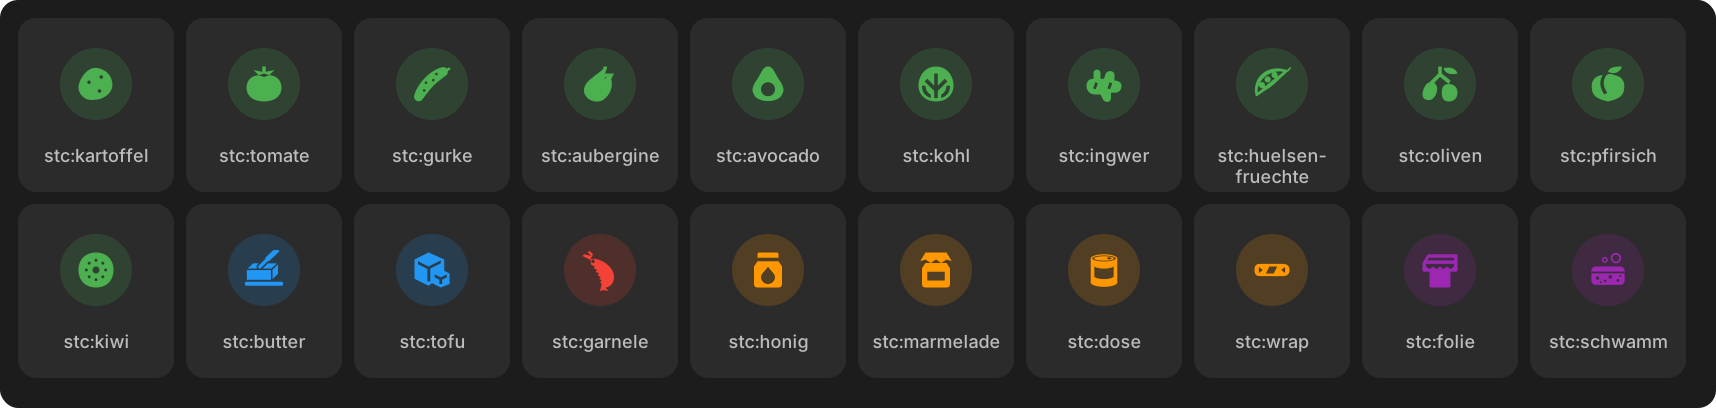 stc:kartoffel
stc:tomate
stc:gurke
stc:aubergine
stc:avocado
stc:kohl
stc:ingwer
stc:huelsen-
fruechte
stc:oliven
stc:pfirsich
stc:kiwi
stc:butter
stc:tofu
stc:garnele
stc:honig
stc:marmelade
stc:dose
stc:wrap
stc:folie
stc:schwamm